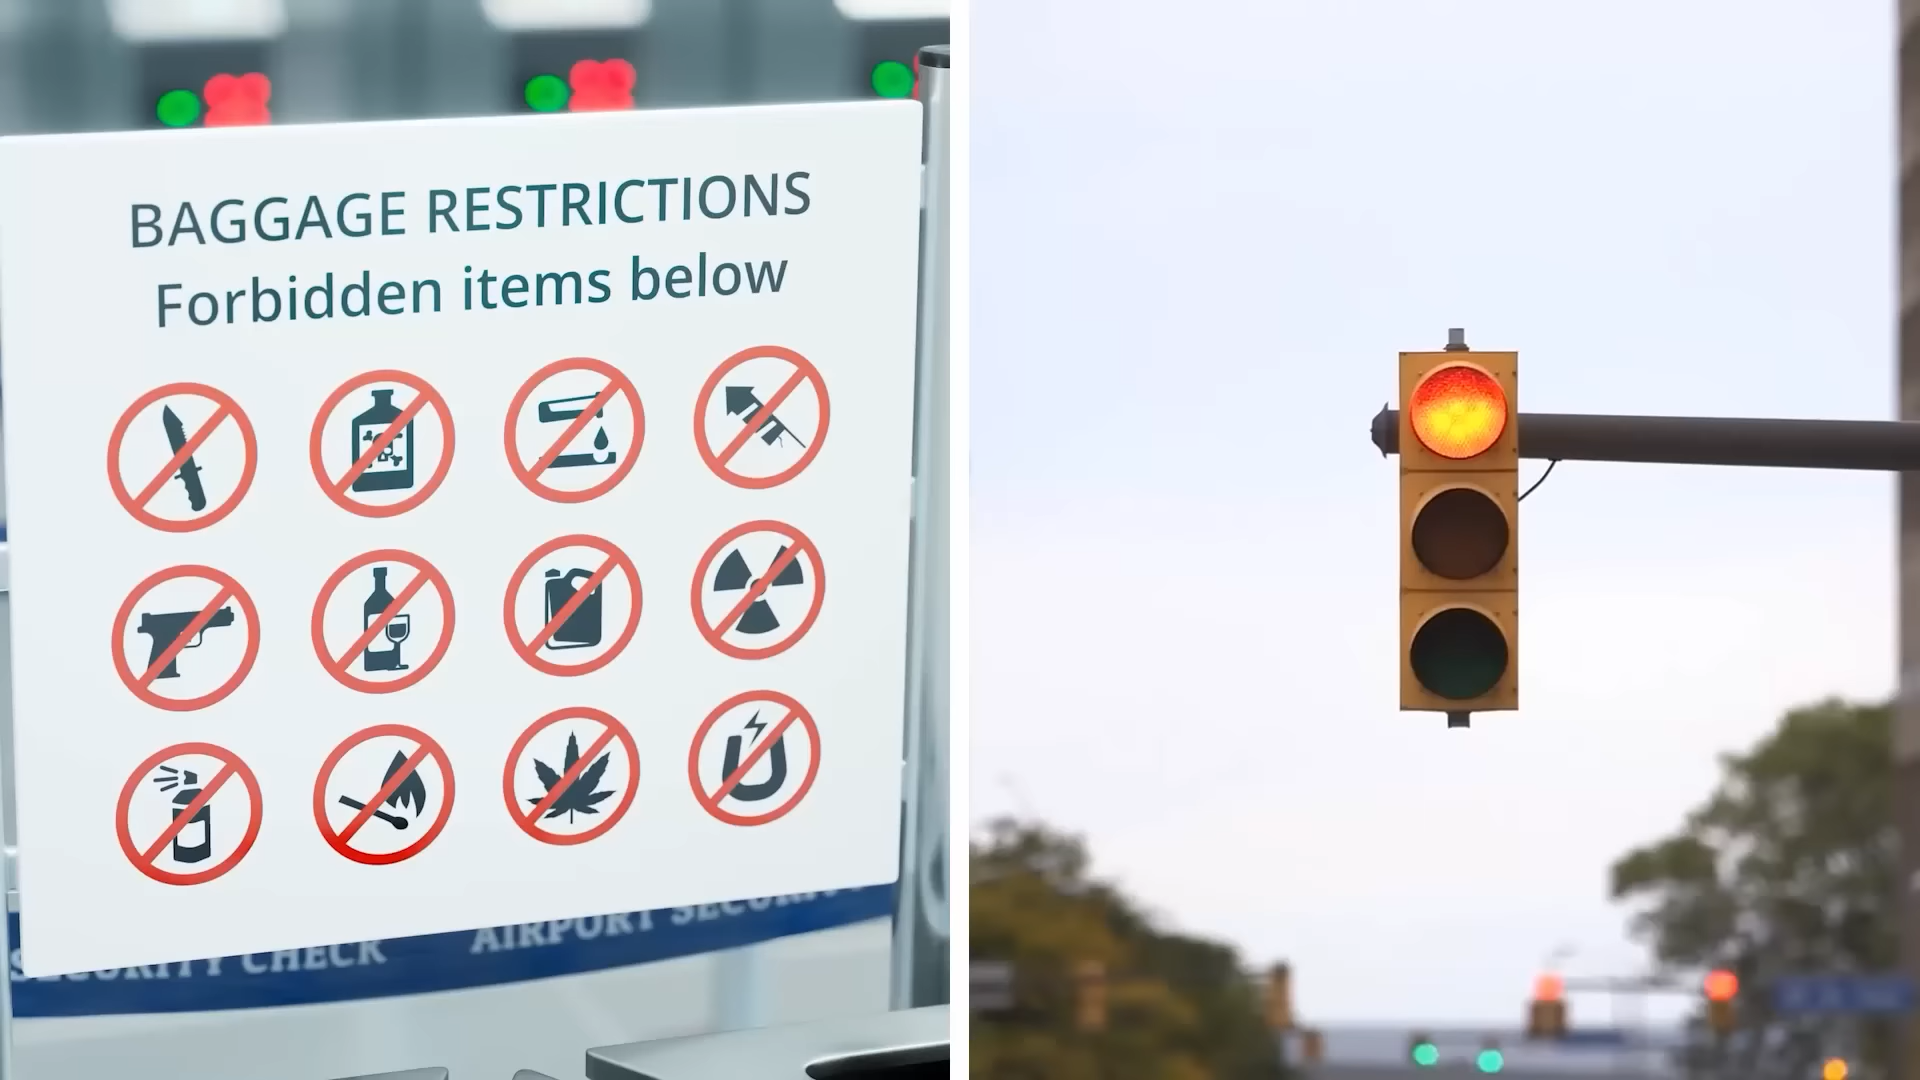 BAGGAGE RESTRICTIONS
Forbidden items below
SECURITY CHECK
AIRPORT SECURITY